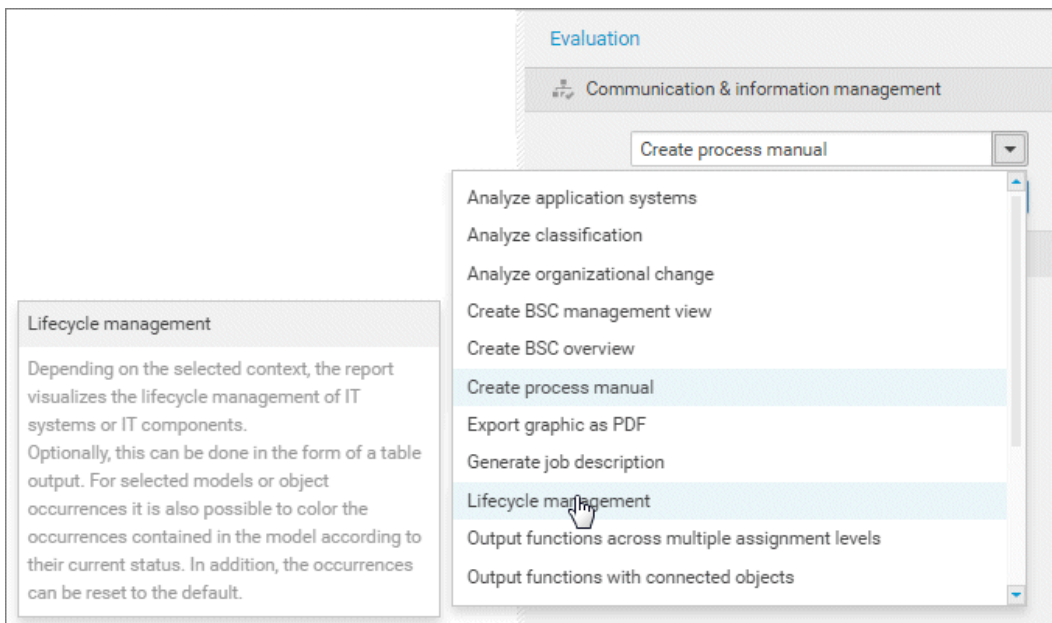 Evaluation
Communication & information management
Create process manual
Analyze application systems
Analyze classification
Analyze organizational change
Create BSC management view
Create BSC overview
Create process manual
Export graphic as PDF
Generate job description
Lifecycle management
Output functions across multiple assignment levels
Output functions with connected objects
Lifecycle management
Depending on the selected context, the report
visualizes the lifecycle management of IT
systems or IT components.
Optionally, this can be done in the form of a table
output. For selected models or object
occurrences it is also possible to color the
occurrences contained in the model according to
their current status. In addition, the occurrences
can be reset to the default.